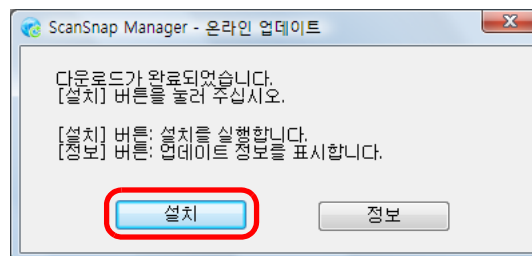 ScanSnap Manager - 온라인 업데이트
다운로드가 완료되었습니다.
[설치] 버튼을 눌러 주십시오.
[설치] 버튼: 설치를 실행합니다.
[정보] 버튼: 업데이트 정보를 표시합니다.
설치
정보